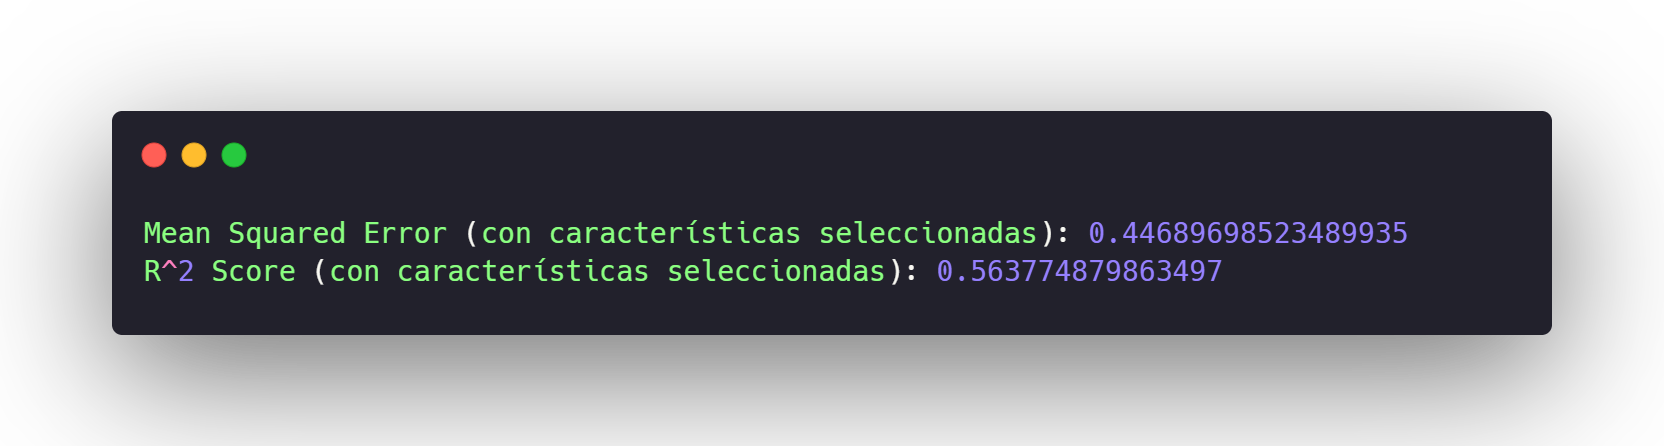 Mean Squared Error (con características seleccionadas): 0.44689698523489935
R^2 Score (con características seleccionadas): 0.563774879863497